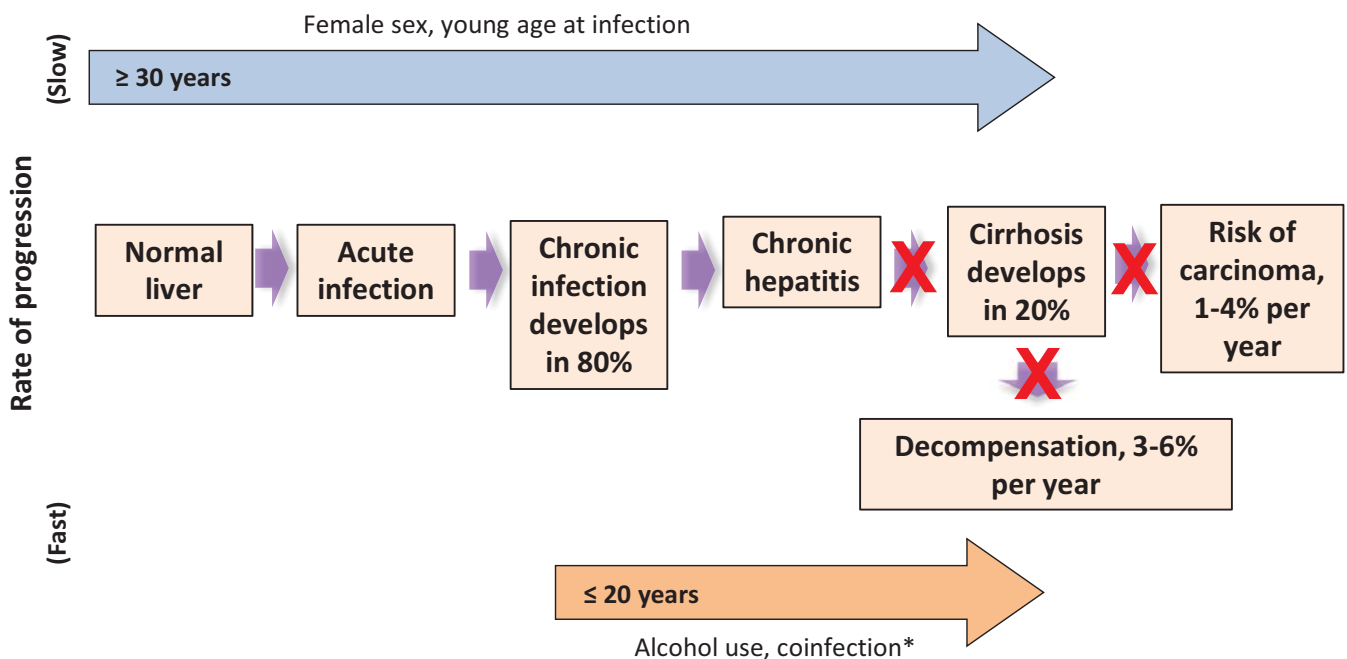 Female sex, young age at infection
(Slow)
≥ 30 years
Rate of progression
Normal
liver
Acute
infection
Chronic
infection
develops
in 80%
Chronic
hepatitis
X
Cirrhosis
develops
in 20%
X
Risk of
carcinoma,
1-4% per
year
X
Decompensation, 3-6%
per year
(Fast)
≤ 20 years
Alcohol use, coinfection*